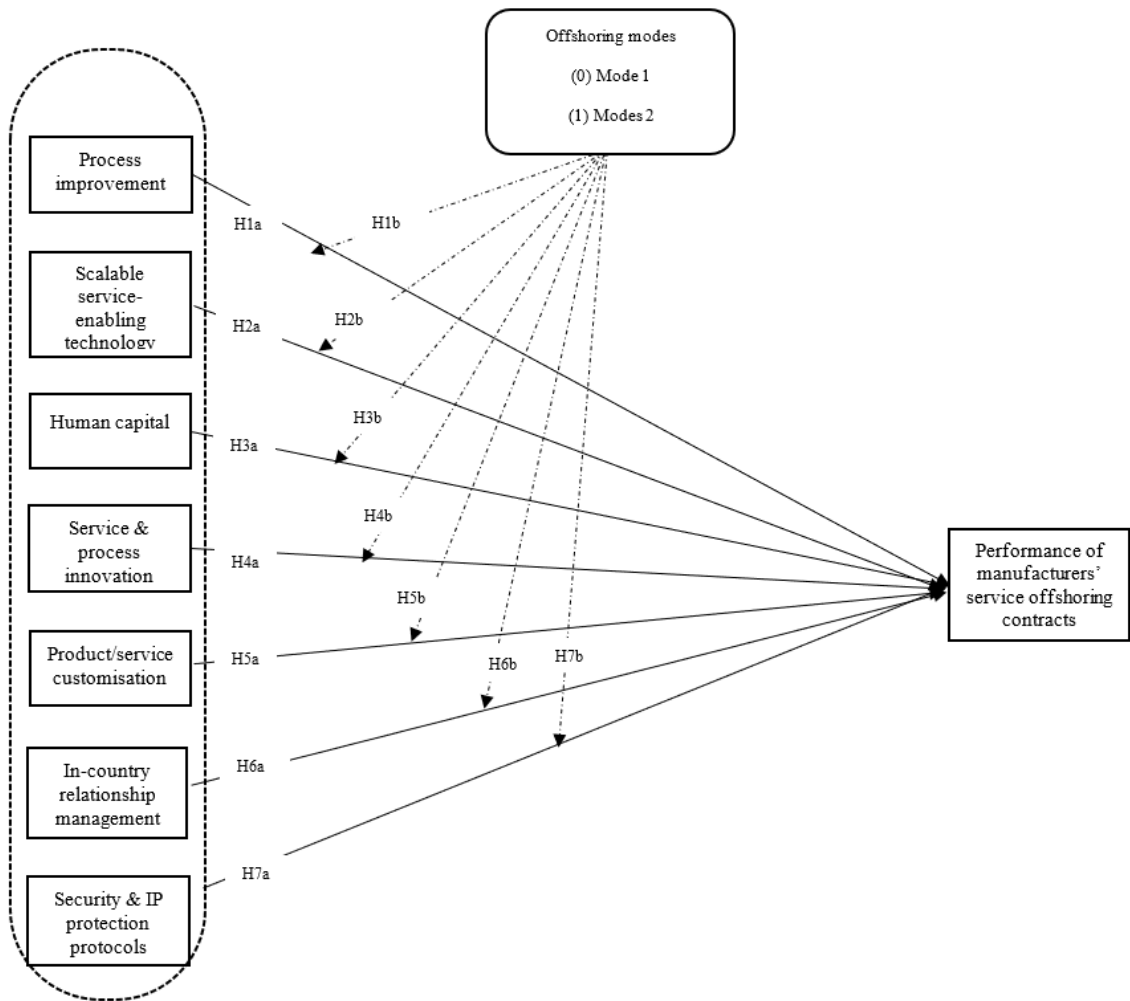 Offshoring modes
(0) Mode 1
(1) Modes 2
Process
improvement
H1a
H1b
Scalable
service-
enabling
technology
H2a
H2b
Human capital
H3a
H3b
Service &
process
innovation
H4a
H4b
Performance of
manufacturers'
service offshoring
contracts
Product/service
customisation
H5a
H5b
H6b
H7b
In-country
relationship
management
H6a
Security & IP
protection
protocols
H7a